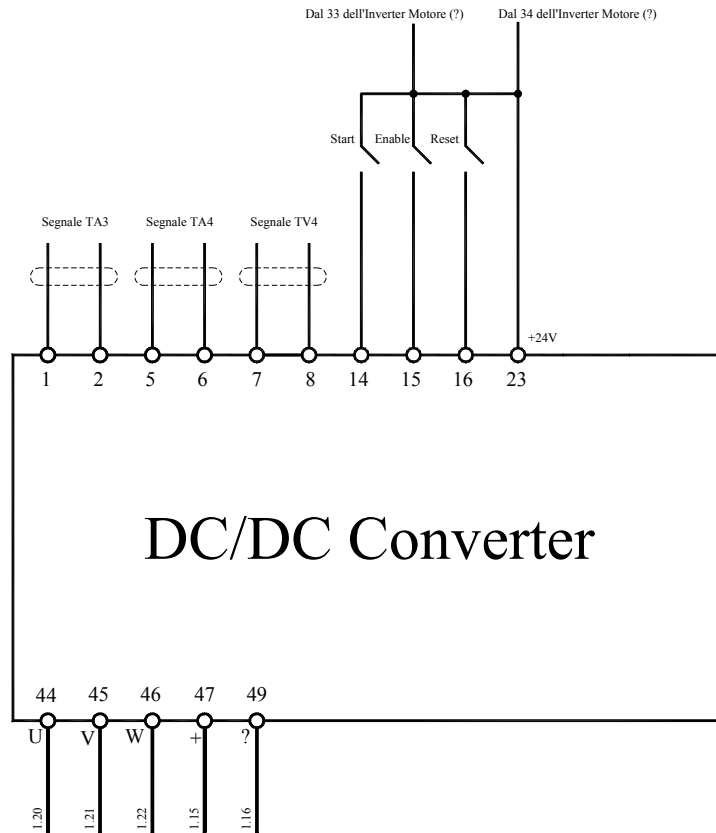 Dal 33 dell'Inverter Motore (?) Dal 34 dell'Inverter Motore (?)
Start Enable Reset
Segnale TA3 Segnale TA4 Segnale TV4
+24V
1 2 5 6 7 8 14 15 16 23
DC/DC Converter
44 45 46 47 49
U V W + ?
1.20 1.21 1.22 1.15 1.16